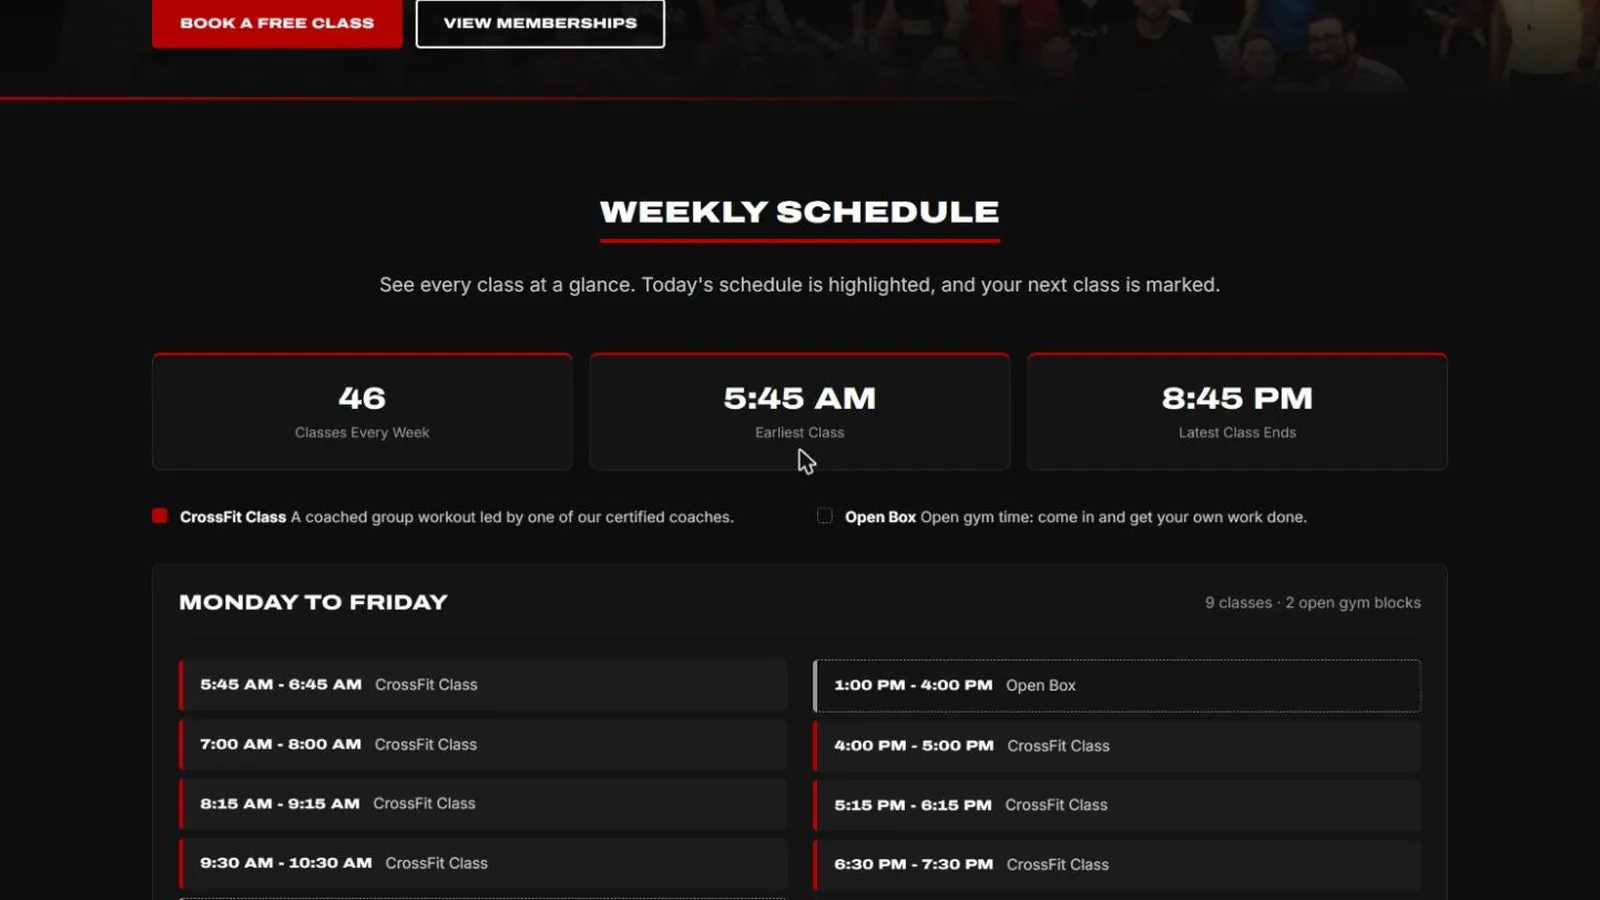 BOOK A FREE CLASS
VIEW MEMBERSHIPS
WEEKLY SCHEDULE
See every class at a glance. Today's schedule is highlighted, and your next class is marked.
46
Classes Every Week
5:45 AM
Earliest Class
8:45 PM
Latest Class Ends
CrossFit Class A coached group workout led by one of our certified coaches.
Open Box Open gym time: come in and get your own work done.
MONDAY TO FRIDAY
9 classes · 2 open gym blocks
5:45 AM - 6:45 AM CrossFit Class
7:00 AM - 8:00 AM CrossFit Class
8:15 AM - 9:15 AM CrossFit Class
9:30 AM - 10:30 AM CrossFit Class
1:00 PM - 4:00 PM Open Box
4:00 PM - 5:00 PM CrossFit Class
5:15 PM - 6:15 PM CrossFit Class
6:30 PM - 7:30 PM CrossFit Class